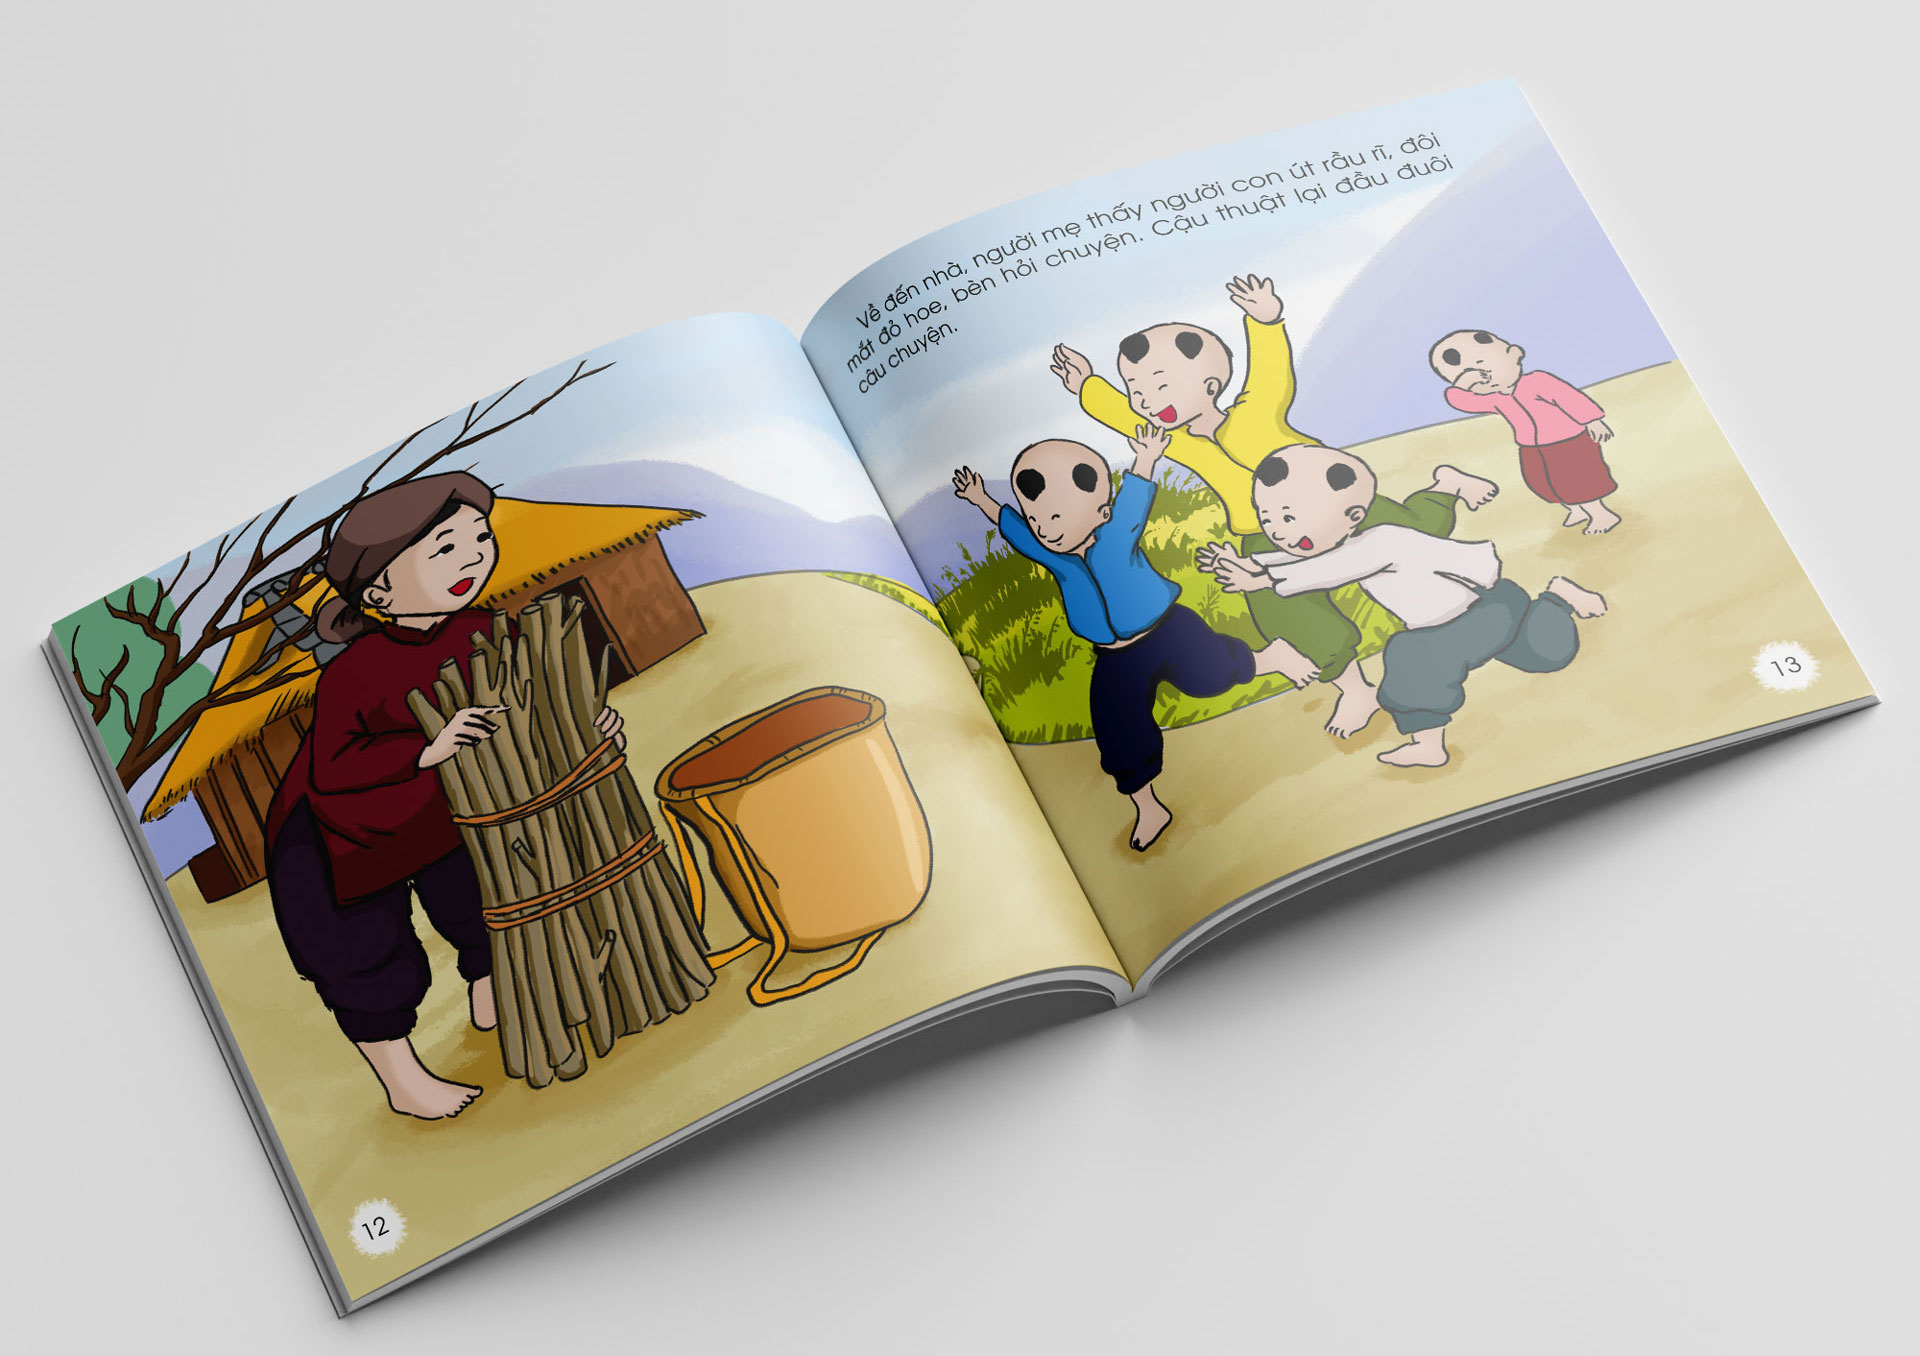 Về đến nhà, người mẹ thấy người con út rầu rĩ, đôi
mắt đỏ hoe, bèn hỏi chuyện. Cậu thuật lại đầu đuôi
câu chuyện.
12
13